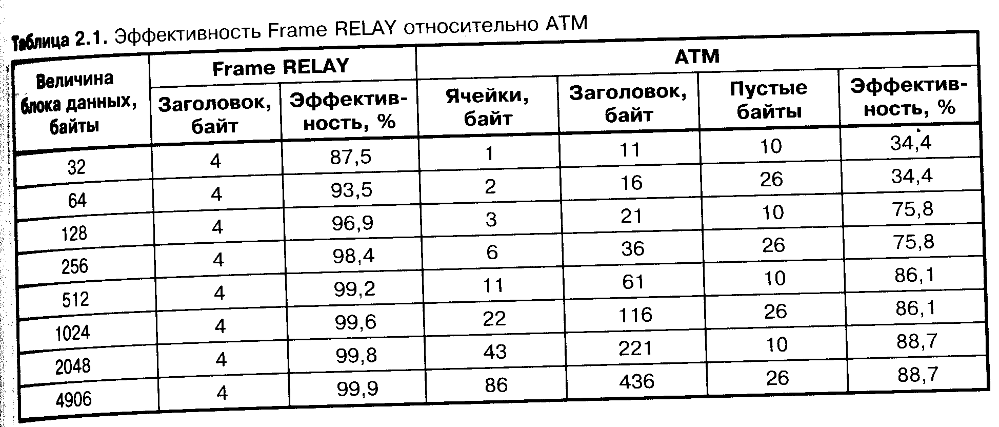 Таблица 2.1. Эффективность Frame RELAY относительно ATM
Величина блока данных, байты | Frame RELAY | ATM
Заголовок, байт | Эффектив-ность, % | Ячейки, байт | Заголовок, байт | Пустые байты | Эффектив-ность, %
32 4 87,5 1 11 10 34,4
64 4 93,5 2 16 26 34,4
128 4 96,9 3 21 10 75,8
256 4 98,4 6 36 26 75,8
512 4 99,2 11 61 10 86,1
1024 4 99,6 22 116 26 86,1
2048 4 99,8 43 221 10 88,7
4906 4 99,9 86 436 26 88,7